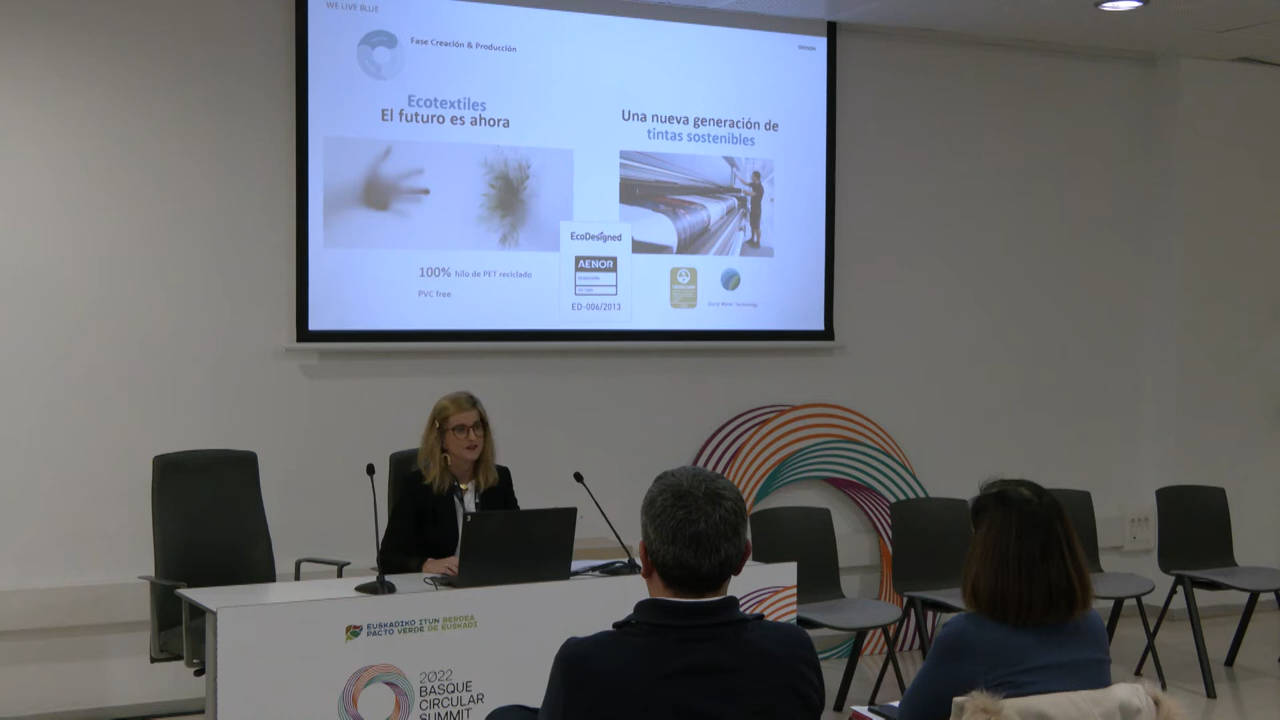 WE LIVE BLUE
Fase Creación & Producción
Ecotextiles
El futuro es ahora
Una nueva generación de
tintas sostenibles
EcoDesigned
AENOR
ED-006/2013
100% hilo de PET reciclado
PVC free
EUSKADIKO ITUN BERDEA
PACTO VERDE DE EUSKADI
2022
BASQUE
CIRCULAR
SUMMIT